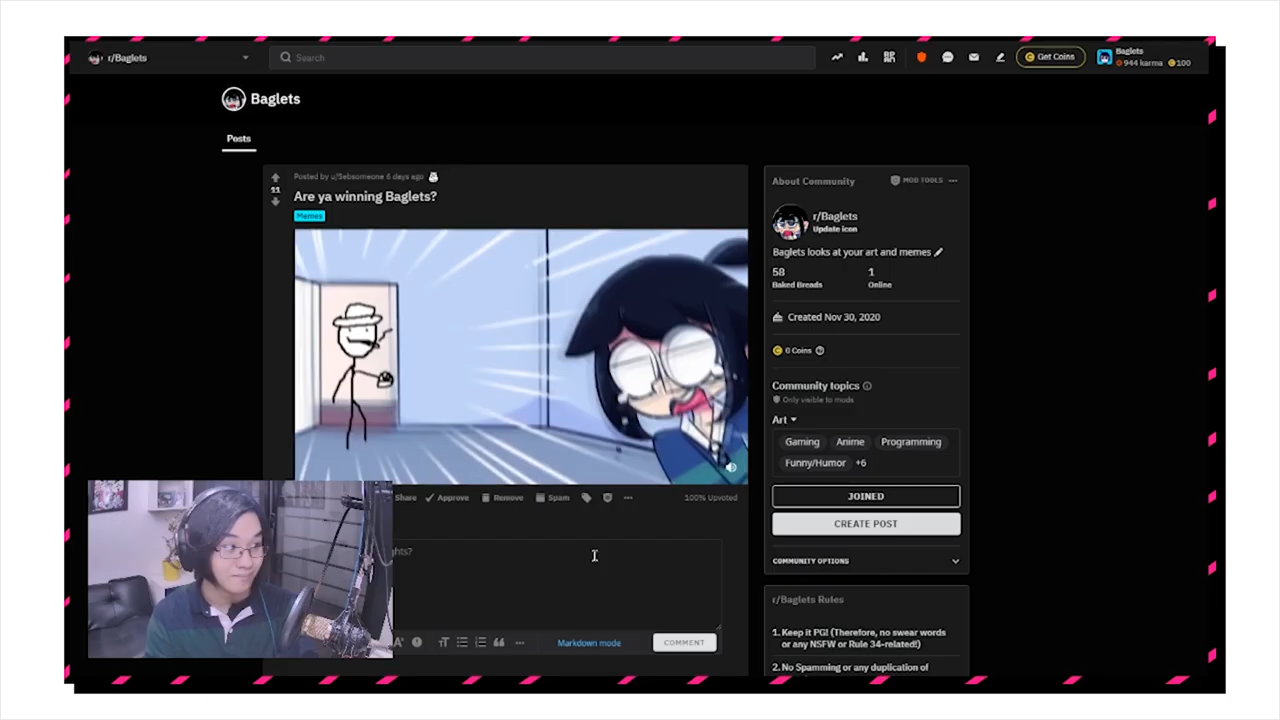 r/Baglets
Search
Get Coins
Baglets
944 karma
100
Baglets
Posts
Posted by u/Sebsomeone 6 days ago
11
Are ya winning Baglets?
Memes
Share
Approve
Remove
Spam
100% Upvoted
ghts?
Markdown mode
COMMENT
About Community
MOD TOOLS
r/Baglets
Update icon
Baglets looks at your art and memes
58
1
Baked Breads
Online
Created Nov 30, 2020
0 Coins
Community topics
Only visible to mods
Art
Gaming
Anime
Programming
Funny/Humor
+6
JOINED
CREATE POST
COMMUNITY OPTIONS
r/Baglets Rules
1. Keep it PG! (Therefore, no swear words
or any NSFW or Rule 34-related!)
2. No Spamming or any duplication of